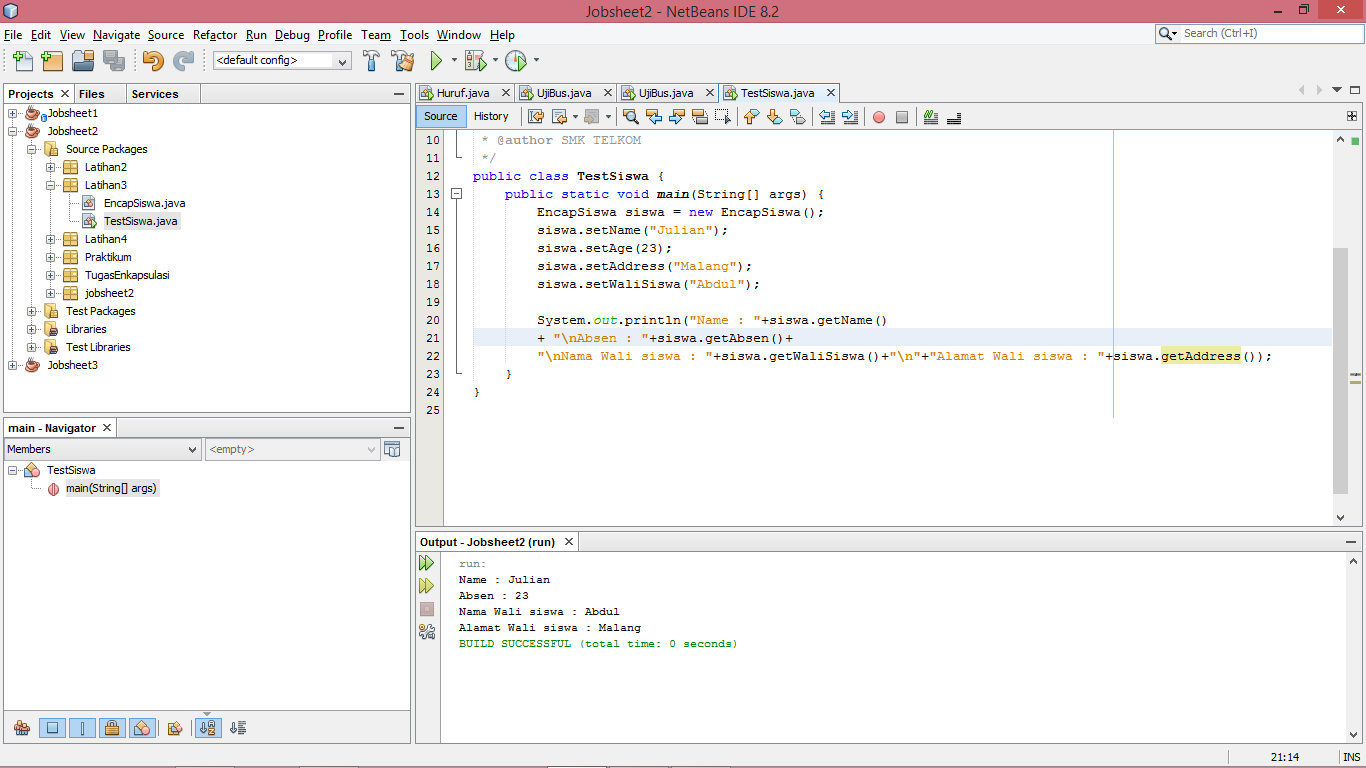 Jobsheet2 - NetBeans IDE 8.2
File Edit View Navigate Source Refactor Run Debug Profile Team Tools Window Help
Search (Ctrl+I)
<default config>
Projects Files Services
Jobsheet1
Jobsheet2
Source Packages
Latihan2
Latihan3
EncapSiswa.java
TestSiswa.java
Latihan4
Praktikum
TugasEnkapsulasi
jobsheet2
Test Packages
Libraries
Test Libraries
Jobsheet3
main - Navigator
Members <empty>
TestSiswa
main(String[] args)
Huruf.java UjiBus.java UjiBus.java TestSiswa.java
Source History
10 * @author SMK TELKOM
11 */
12 public class TestSiswa {
13 public static void main(String[] args) {
14 EncapSiswa siswa = new EncapSiswa();
15 siswa.setName("Julian");
16 siswa.setAge(23);
17 siswa.setAddress("Malang");
18 siswa.setWaliSiswa("Abdul");
19
20 System.out.println("Name : "+siswa.getName()
21 + "\nAbsen : "+siswa.getAbsen()+
22 "\nNama Wali siswa : "+siswa.getWaliSiswa()+"\n"+"Alamat Wali siswa : "+siswa.getAddress());
23 }
24 }
25
Output - Jobsheet2 (run)
run:
Name : Julian
Absen : 23
Nama Wali siswa : Abdul
Alamat Wali siswa : Malang
BUILD SUCCESSFUL (total time: 0 seconds)
21:14 INS